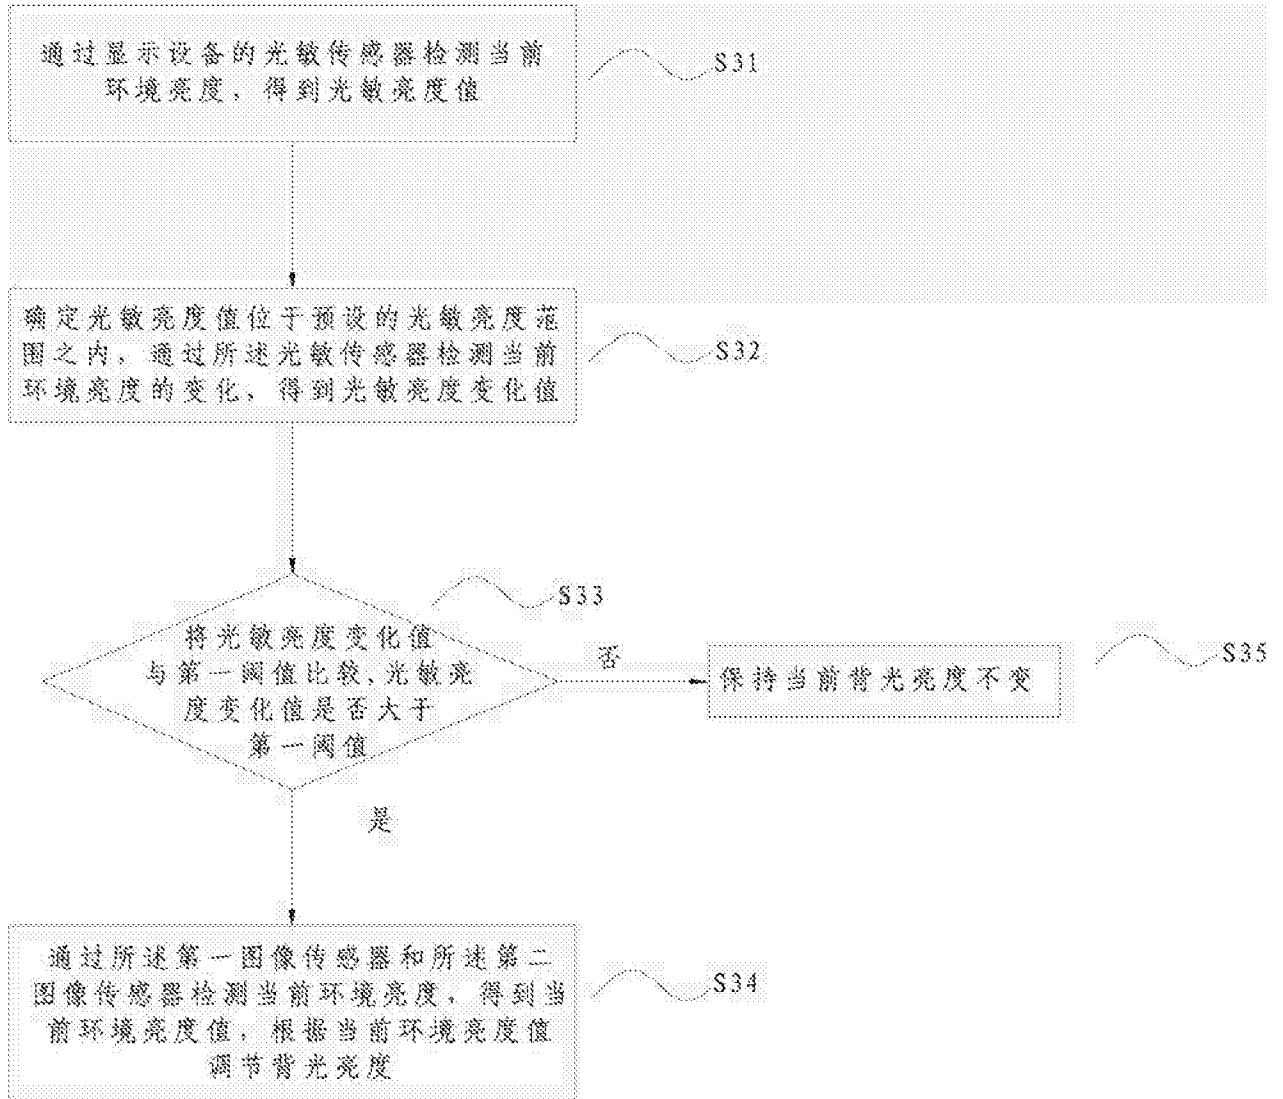 通过显示设备的光敏传感器检测当前
环境亮度，得到光敏亮度值
S31
确定光敏亮度值位于预设的光敏亮度范
围之内，通过所述光敏传感器检测当前
环境亮度的变化，得到光敏亮度变化值
S32
S33
将光敏亮度变化值
与第一阈值比较，光敏亮
度变化值是否大于
第一阈值
否
保持当前背光亮度不变
S35
是
通过所述第一图像传感器和所述第二
图像传感器检测当前环境亮度，得到当
前环境亮度值，根据当前环境亮度值
调节背光亮度
S34